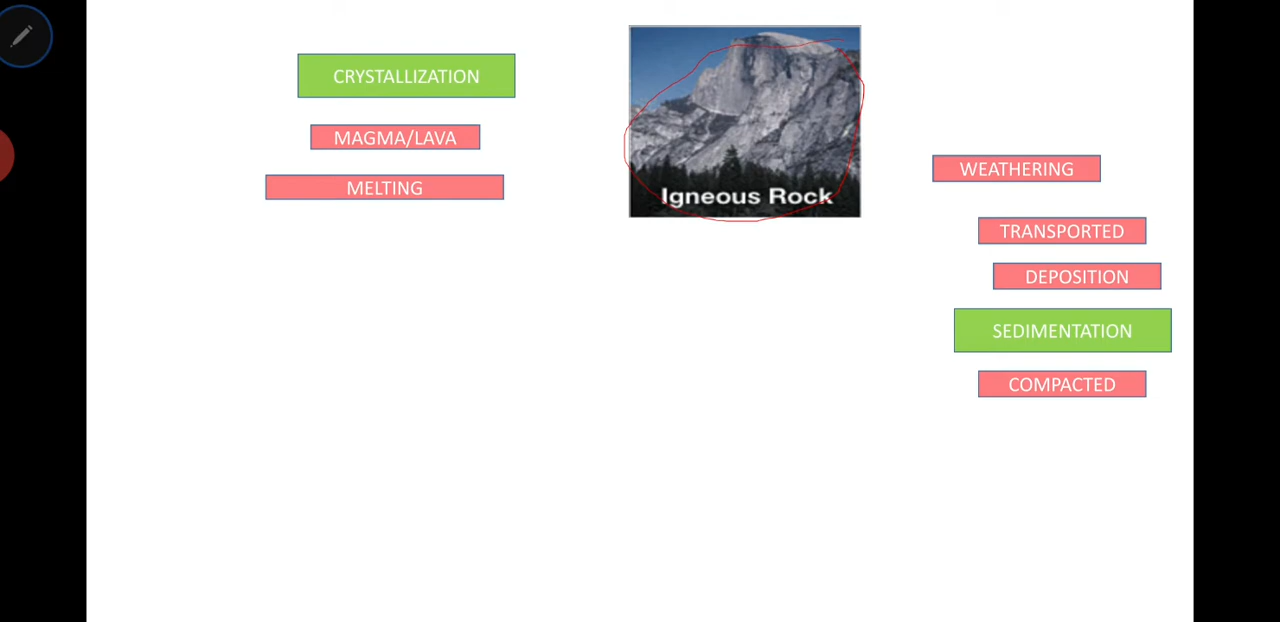 CRYSTALLIZATION
MAGMA/LAVA
MELTING
Igneous Rock
WEATHERING
TRANSPORTED
DEPOSITION
SEDIMENTATION
COMPACTED